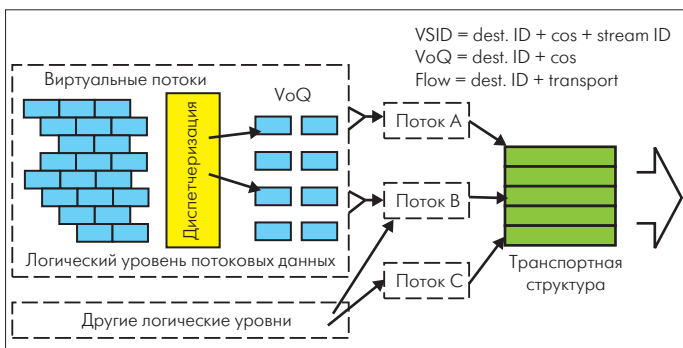 VSID = dest. ID + cos + stream ID
VoQ = dest. ID + cos
Flow = dest. ID + transport
Виртуальные потоки
VoQ
Диспетчеризация
Поток A
Поток B
Поток C
Логический уровень потоковых данных
Транспортная
структура
Другие логические уровни